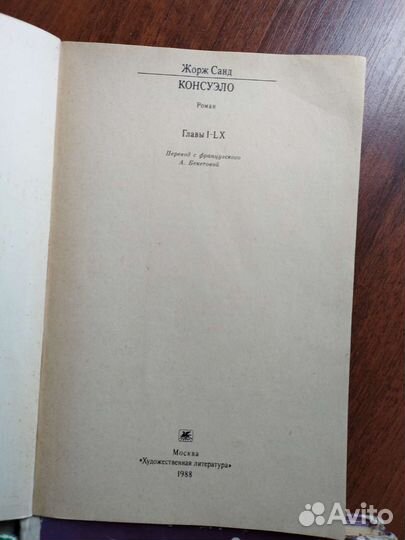 Жорж Санд
КОНСУЭЛО
Роман
Главы I–LX
Перевод с французского
А. Бекетовой
Москва
«Художественная литература»
1988
Avito